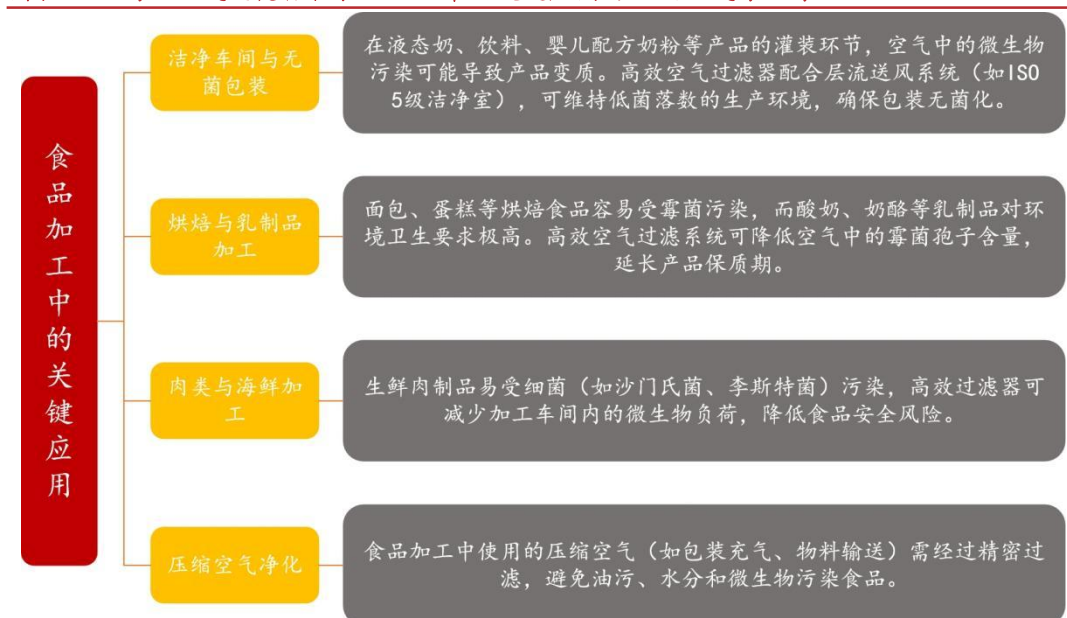 食品加工中的关键应用
洁净车间与无
菌包装
在液态奶、饮料、婴儿配方奶粉等产品的灌装环节，空气中的微生物
污染可能导致产品变质。高效空气过滤器配合层流送风系统（如ISO
5级洁净室），可维持低菌落数的生产环境，确保包装无菌化。
烘焙与乳制品
加工
面包、蛋糕等烘焙食品容易受霉菌污染，而酸奶、奶酪等乳制品对环
境卫生要求极高。高效空气过滤系统可降低空气中的霉菌孢子含量，
延长产品保质期。
肉类与海鲜加
工
生鲜肉制品易受细菌（如沙门氏菌、李斯特菌）污染，高效过滤器可
减少加工车间内的微生物负荷，降低食品安全风险。
压缩空气净化
食品加工中使用的压缩空气（如包装充气、物料输送）需经过精密过
滤，避免油污、水分和微生物污染食品。